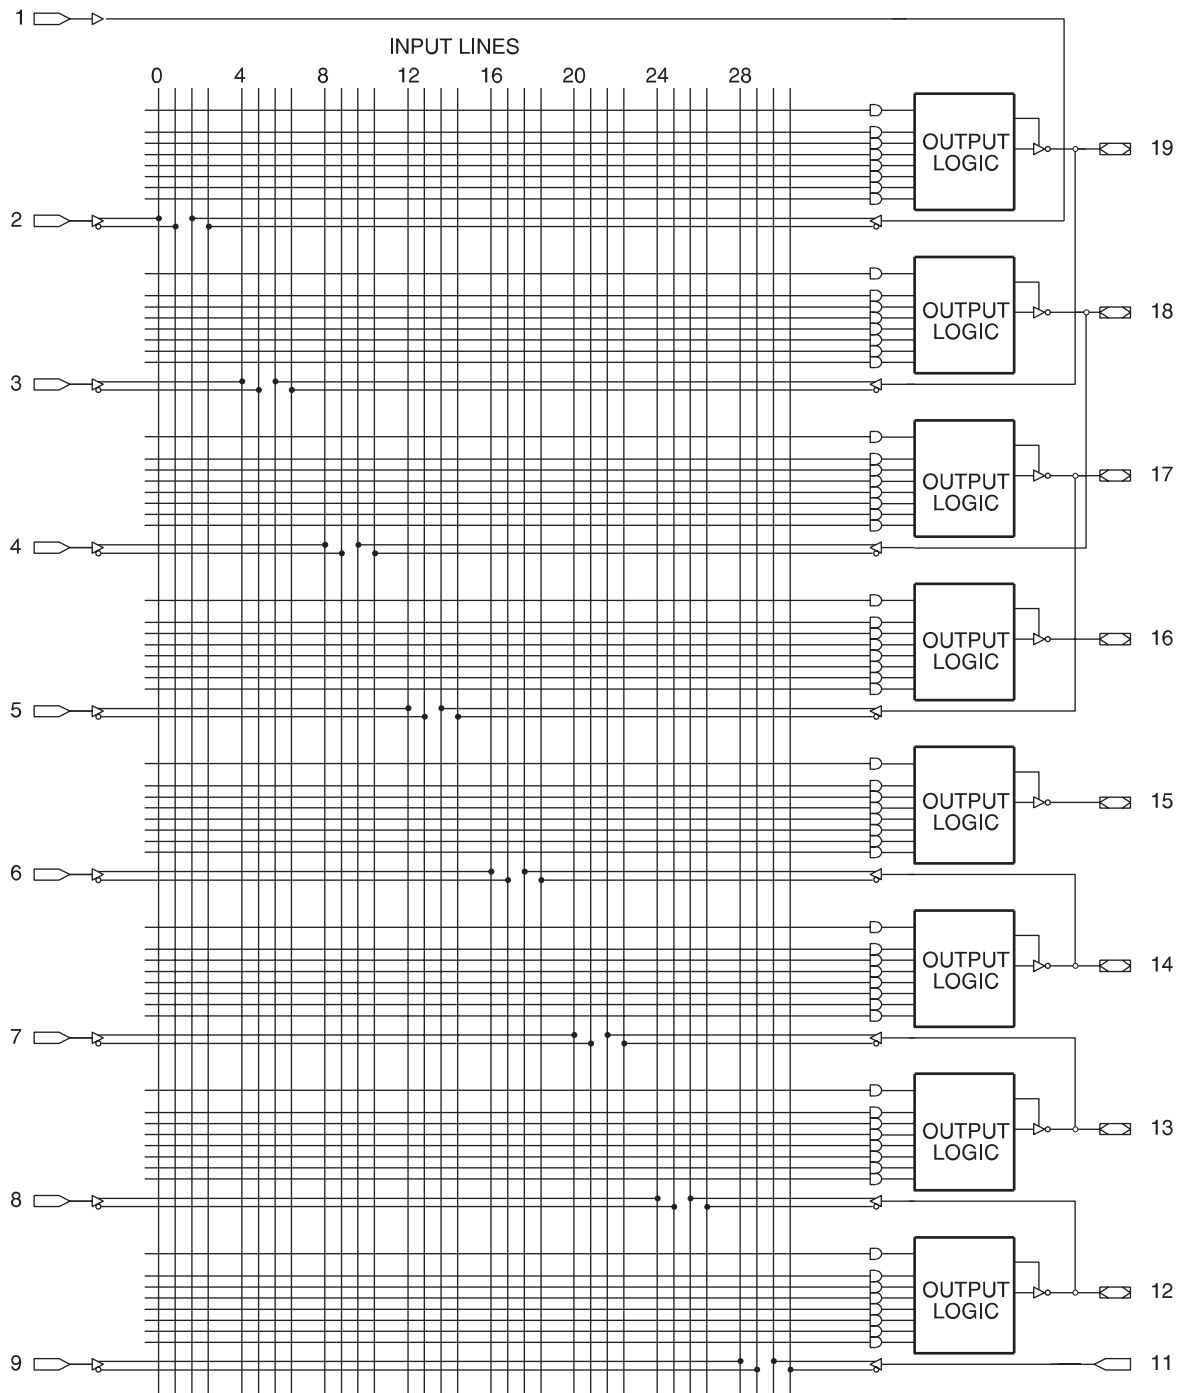 1
INPUT LINES
0 4 8 12 16 20 24 28
OUTPUT
LOGIC
19
2
OUTPUT
LOGIC
18
3
OUTPUT
LOGIC
17
4
OUTPUT
LOGIC
16
5
OUTPUT
LOGIC
15
6
OUTPUT
LOGIC
14
7
OUTPUT
LOGIC
13
8
OUTPUT
LOGIC
12
9
11